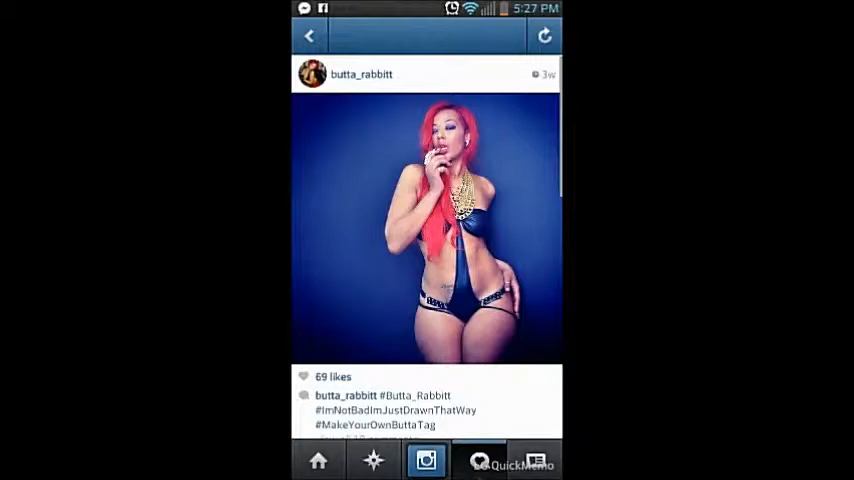 5:27 PM
butta_rabbitt
3w
69 likes
butta_rabbitt #Butta_Rabbitt
#ImNotBadImJustDrawnThatWay
#MakeYourOwnButtaTag
QuickMemo